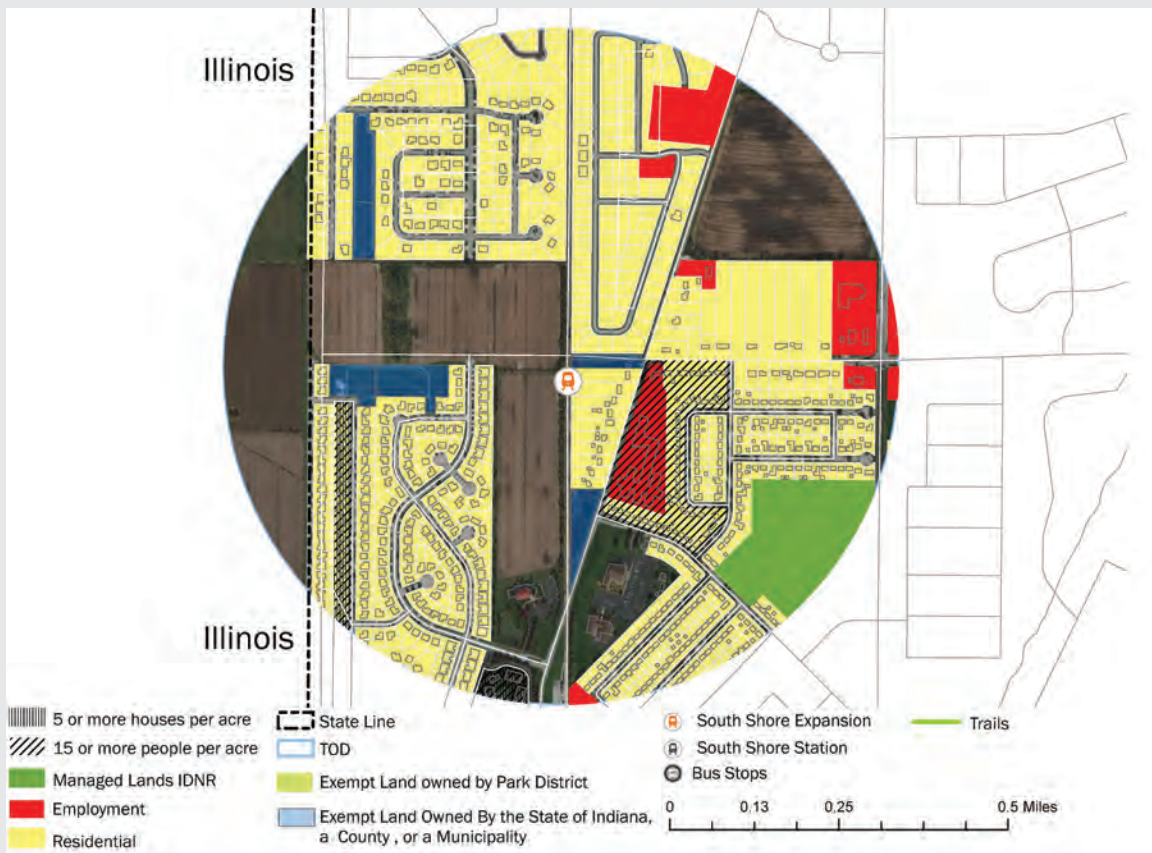 Illinois
Illinois
5 or more houses per acre
15 or more people per acre
Managed Lands IDNR
Employment
Residential
State Line
TOD
Exempt Land owned by Park District
Exempt Land Owned By the State of Indiana,
a County , or a Municipality
South Shore Expansion
South Shore Station
Bus Stops
Trails
0 0.13 0.25 0.5 Miles